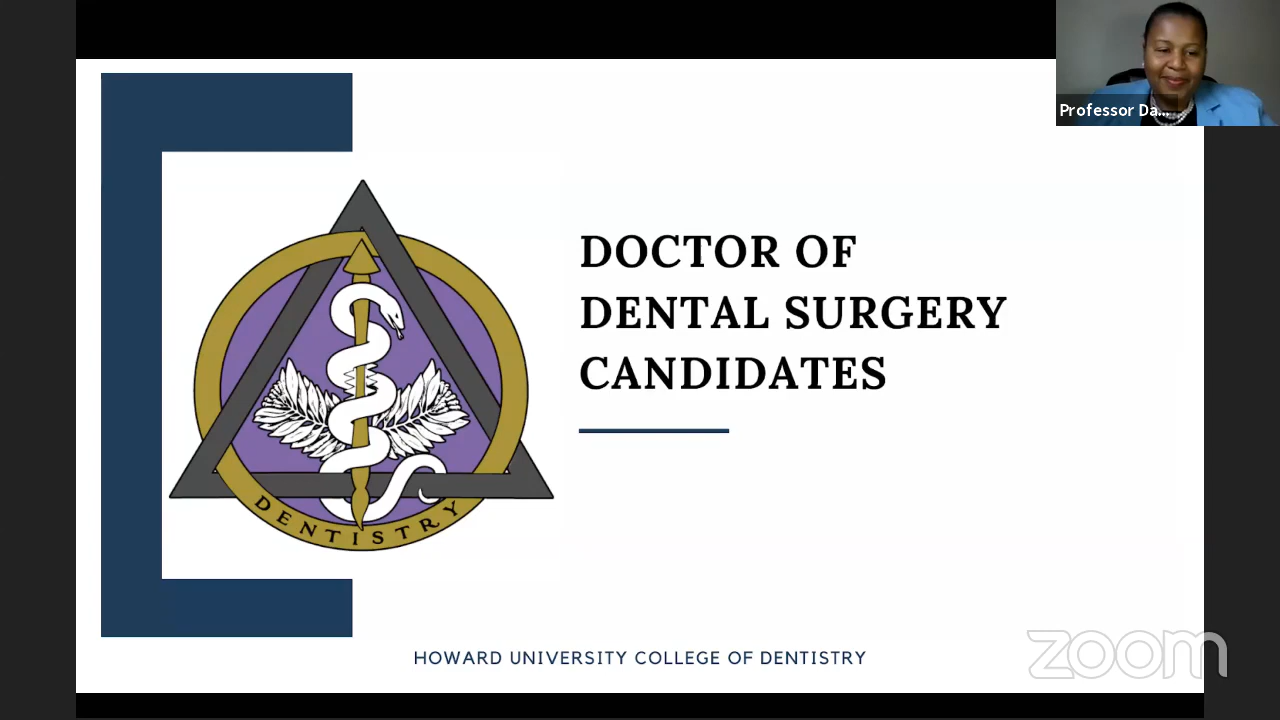 Professor Da...
DOCTOR OF
DENTAL SURGERY
CANDIDATES
DENTISTRY
HOWARD UNIVERSITY COLLEGE OF DENTISTRY
zoom